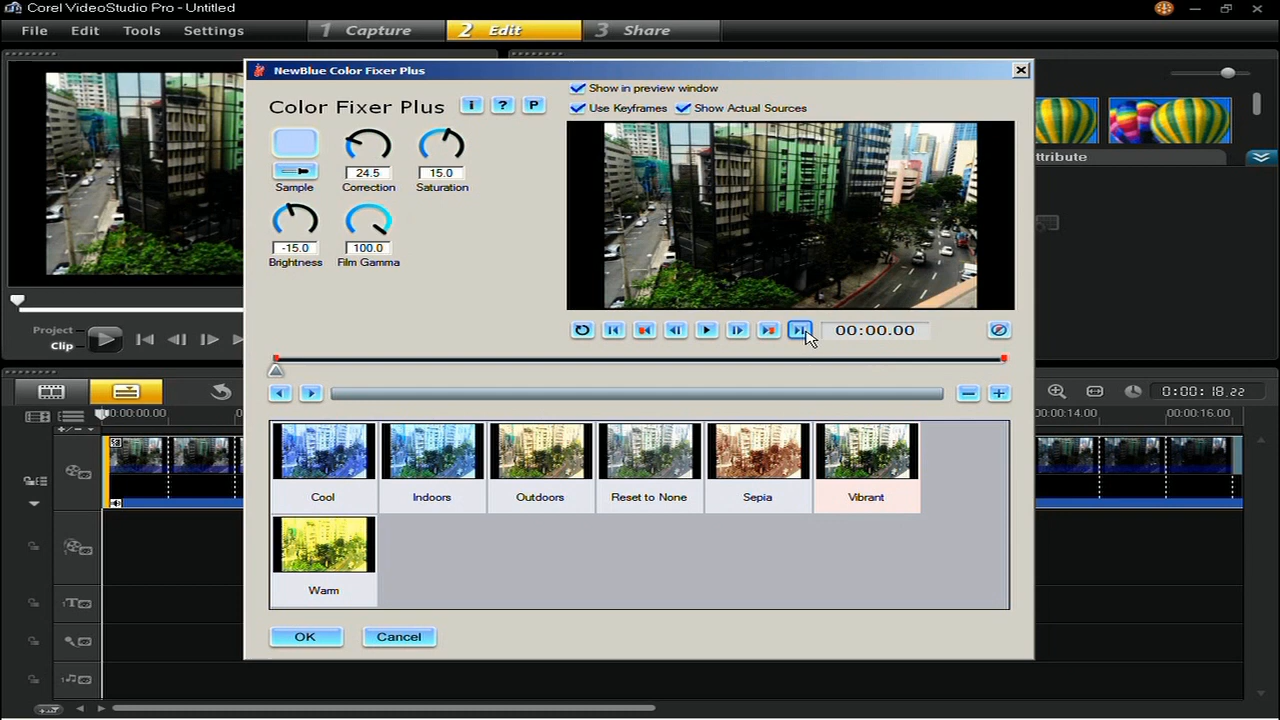 Corel VideoStudio Pro - Untitled
File Edit Tools Settings 1 Capture 2 Edit 3 Share
NewBlue Color Fixer Plus
Show in preview window
Color Fixer Plus i ? P
Use Keyframes Show Actual Sources
24.5 15.0
Sample Correction Saturation
-15.0 100.0
Brightness Film Gamma
ttribute
Project
Clip
00:00.00
0:00:18.22
00:00:00.00 0 00:00:14.00 00:00:16.00
Cool Indoors Outdoors Reset to None Sepia Vibrant
Warm
OK Cancel